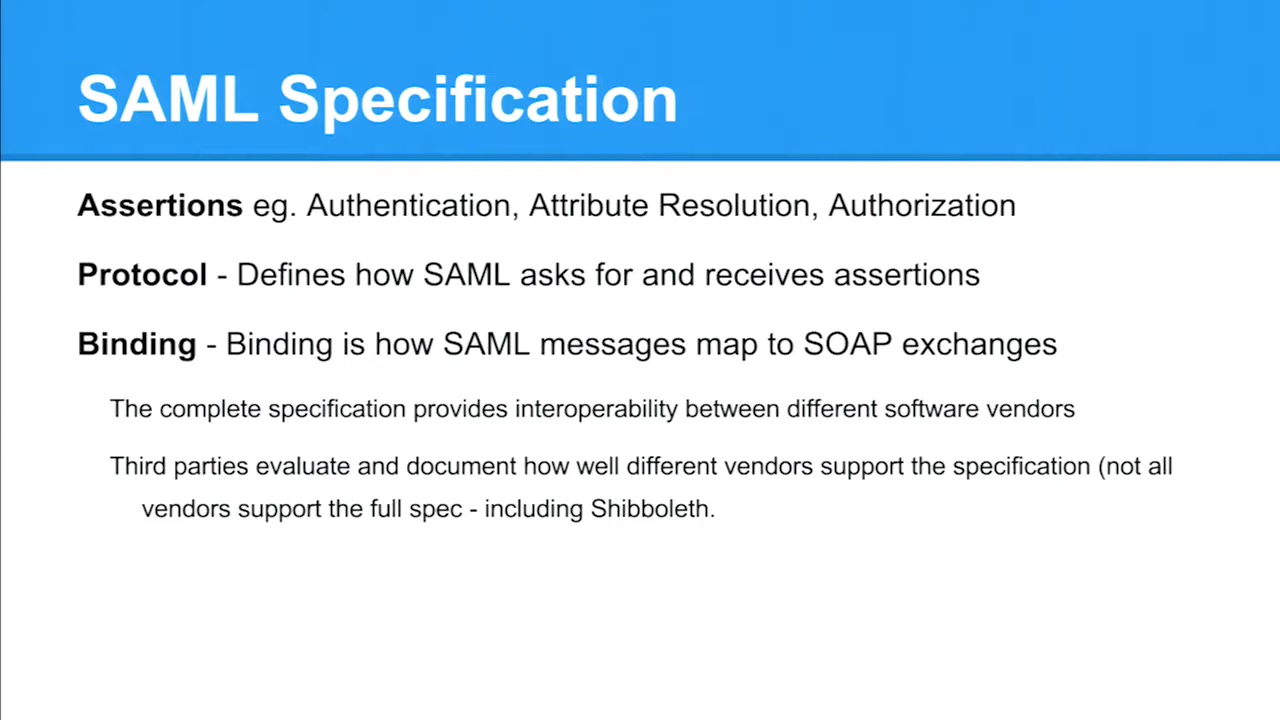 SAML Specification
Assertions eg. Authentication, Attribute Resolution, Authorization
Protocol - Defines how SAML asks for and receives assertions
Binding - Binding is how SAML messages map to SOAP exchanges
The complete specification provides interoperability between different software vendors
Third parties evaluate and document how well different vendors support the specification (not all
vendors support the full spec - including Shibboleth.